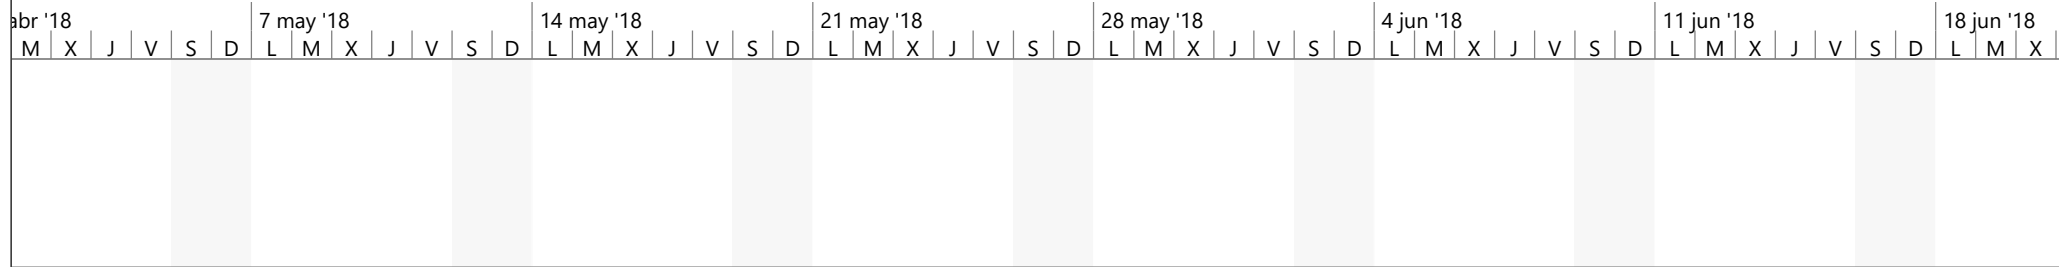 abr '18 7 may '18 14 may '18 21 may '18 28 may '18 4 jun '18 11 jun '18 18 jun '18
M X J V S D L M X J V S D L M X J V S D L M X J V S D L M X J V S D L M X J V S D L M X J V S D L M X